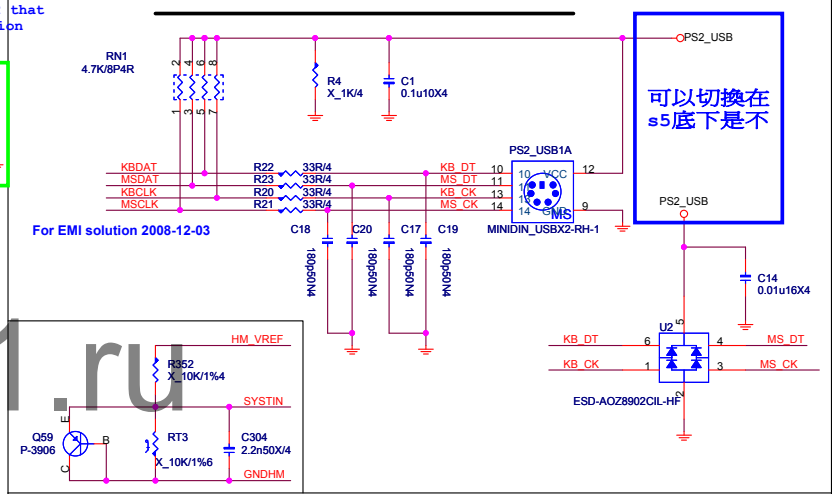 that
ion
PS2_USB
RN1
4.7K/8P4R
2
4
6
8
1
3
5
7
R4
X_1K/4
C1
0.1u10X4
可以切換在
s5底下是不
PS2_USB1A
KBDAT
R22
33R/4
KB_DT
10
10
VCC
12
MSDAT
R23
33R/4
MS_DT
11
KBCLK
R20
33R/4
KB_CK
13
MSCLK
R21
33R/4
MS_CK
14
14
MS
9
MINIDIN_USBX2-RH-1
PS2_USB
For EMI solution 2008-12-03
C18
C20
C17
C19
180p50N4
180p50N4
180p50N4
180p50N4
C14
0.01u16X4
U2
5
KB_DT
6
4
MS_DT
KB_CK
1
3
MS_CK
2
ESD-AOZ8902CIL-HF
1.ru
HM_VREF
R352
X_10K/1%4
SYSTIN
E
Q59
P-3906
B
C
RT3
X_10K/1%6
C304
2.2n50X/4
GNDHM